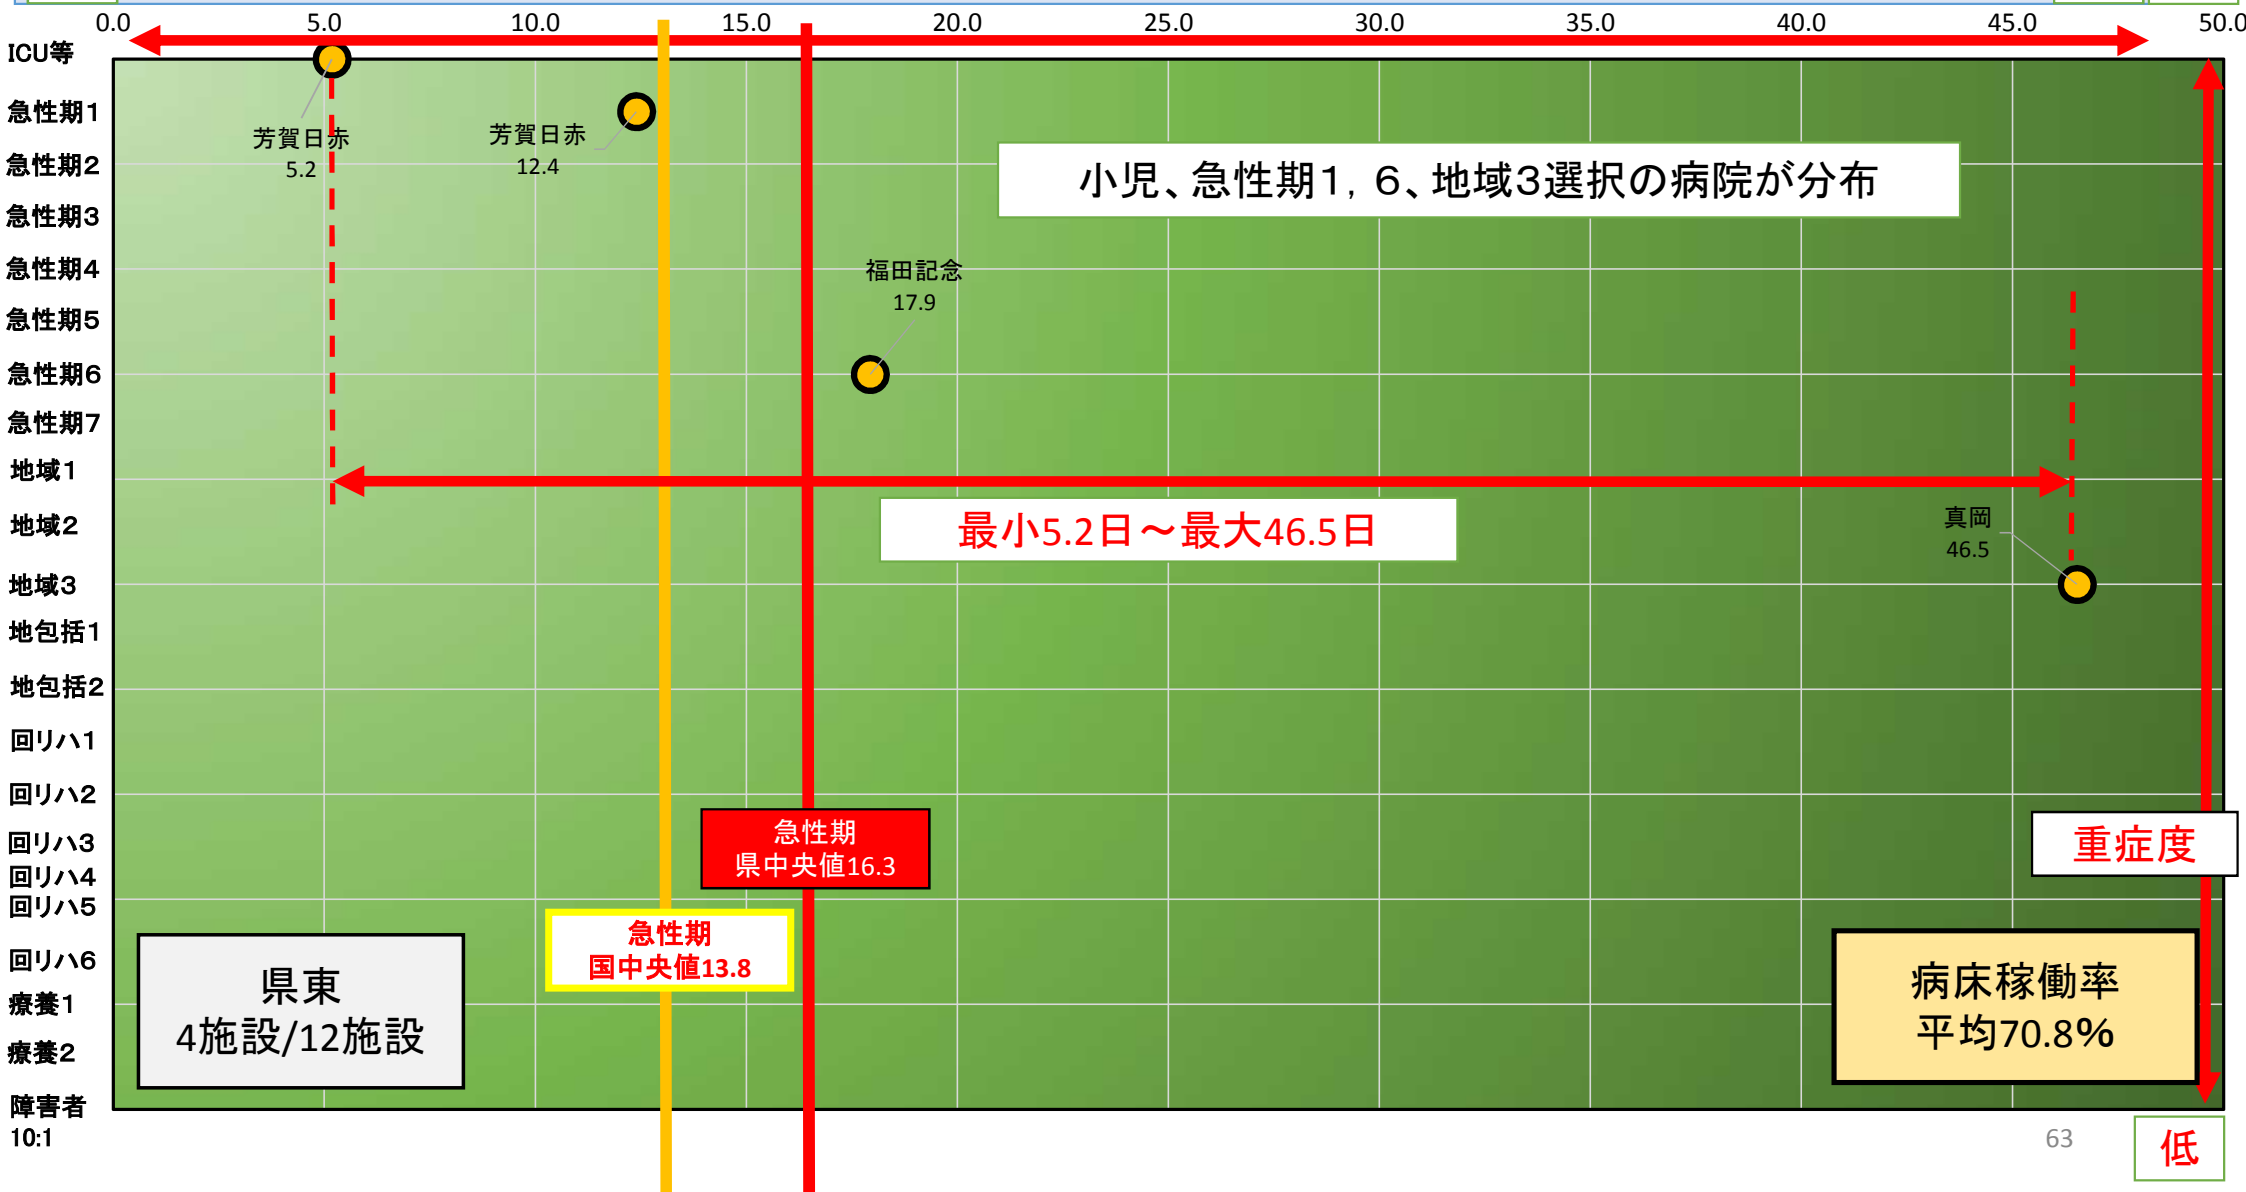 0.0 5.0 10.0 15.0 20.0 25.0 30.0 35.0 40.0 45.0 50.0
ICU等
急性期1
急性期2
急性期3
急性期4
急性期5
急性期6
急性期7
地域1
地域2
地域3
地包括1
地包括2
回リハ1
回リハ2
回リハ3
回リハ4
回リハ5
回リハ6
療養1
療養2
障害者
10:1
芳賀日赤
5.2
芳賀日赤
12.4
小児、急性期1，6、地域3選択の病院が分布
福田記念
17.9
最小5.2日～最大46.5日
真岡
46.5
急性期
県中央値16.3
急性期
国中央値13.8
重症度
県東
4施設/12施設
病床稼働率
平均70.8%
63
低